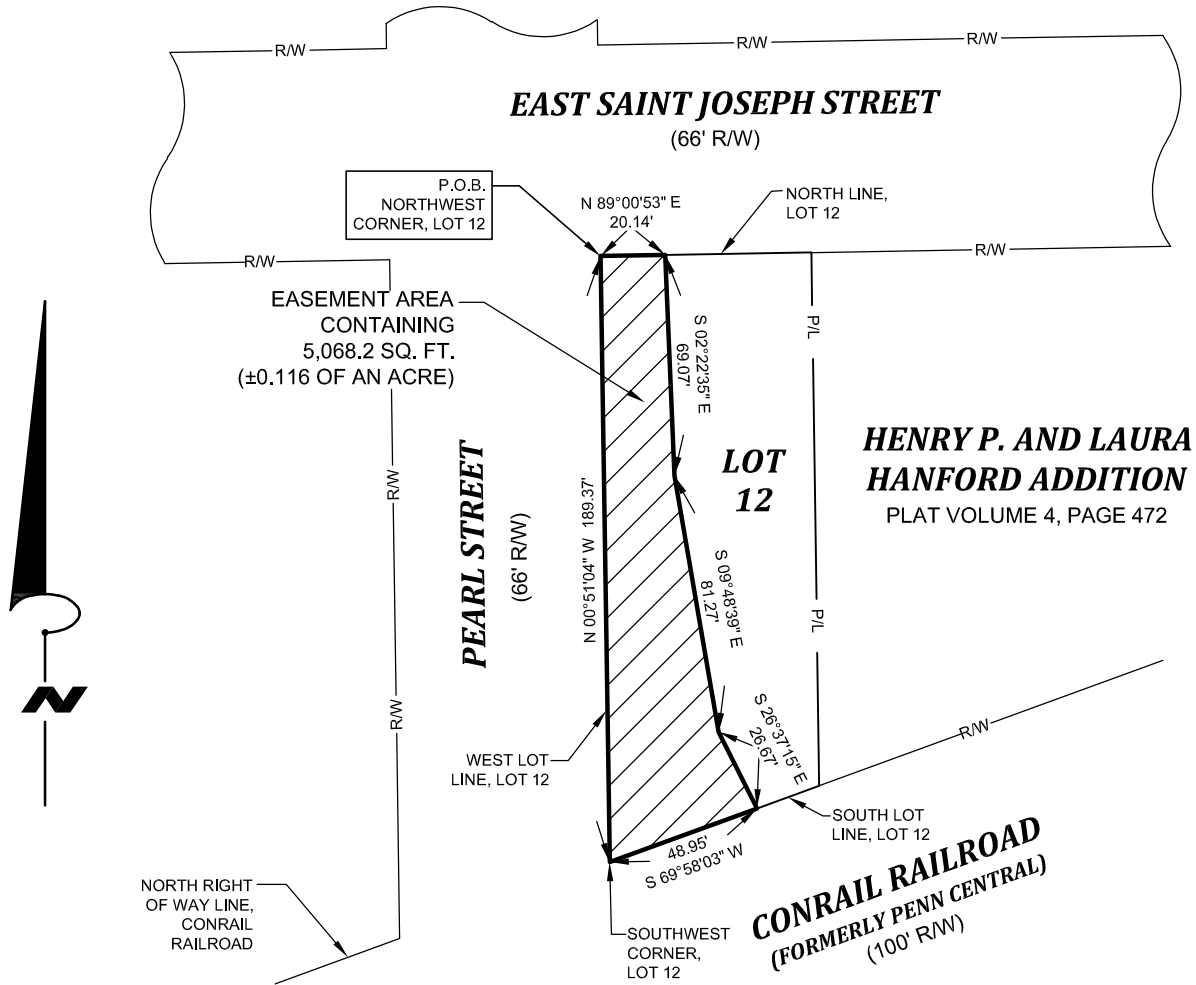 R/W
R/W
R/W
EAST SAINT JOSEPH STREET
(66' R/W)
P.O.B.
NORTHWEST
CORNER, LOT 12
N 89°00'53" E
20.14'
NORTH LINE,
LOT 12
R/W
R/W
EASEMENT AREA
CONTAINING
5,068.2 SQ. FT.
(±0.116 OF AN ACRE)
S 02°22'35" E
69.07'
P/L
R/W
PEARL STREET
(66' R/W)
N 00°51'04" W 189.37'
LOT
12
HENRY P. AND LAURA
HANFORD ADDITION
PLAT VOLUME 4, PAGE 472
S 09°48'39" E
81.27'
P/L
N
R/W
WEST LOT
LINE, LOT 12
S 26°37'15" E
26.67'
R/W
SOUTH LOT
LINE, LOT 12
48.95'
S 69°58'03" W
NORTH RIGHT
OF WAY LINE,
CONRAIL
RAILROAD
SOUTHWEST
CORNER,
LOT 12
CONRAIL RAILROAD
(FORMERLY PENN CENTRAL)
(100' R/W)